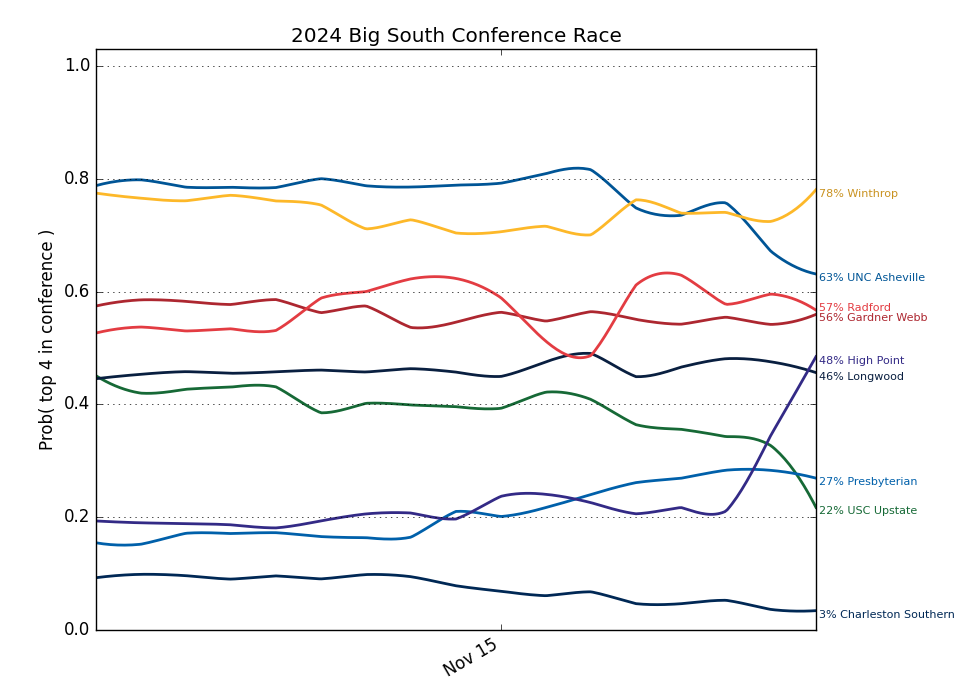 2024 Big South Conference Race
Prob( top 4 in conference )
1.0
0.8
0.6
0.4
0.2
0.0
Nov 15
78% Winthrop
63% UNC Asheville
57% Radford
56% Gardner Webb
48% High Point
46% Longwood
27% Presbyterian
22% USC Upstate
3% Charleston Southern